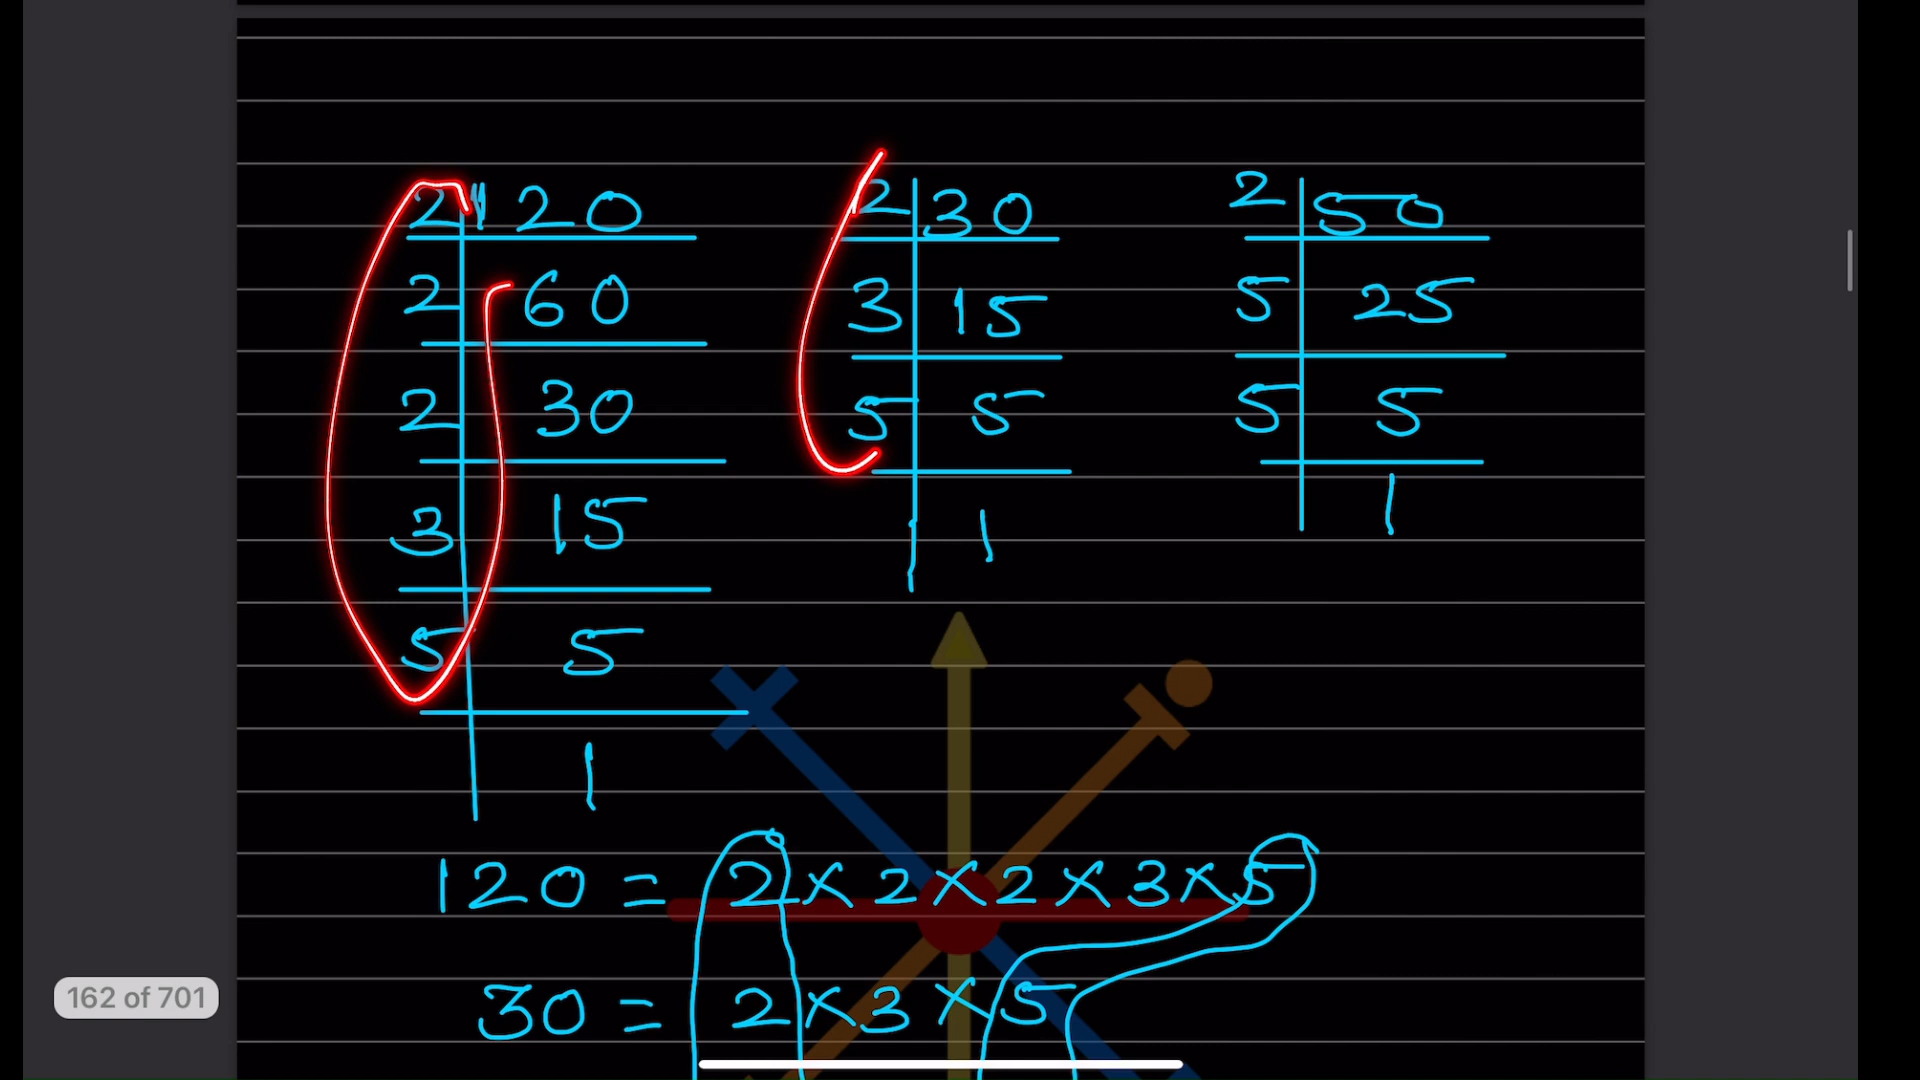 2 120 2 30 2 50
2 60 3 15 5 25
2 30 5 5 5 5
3 15 1 1
5 5
1
120 = 2 × 2 × 2 × 3 × 5
30 = 2 × 3 × 5
162 of 701